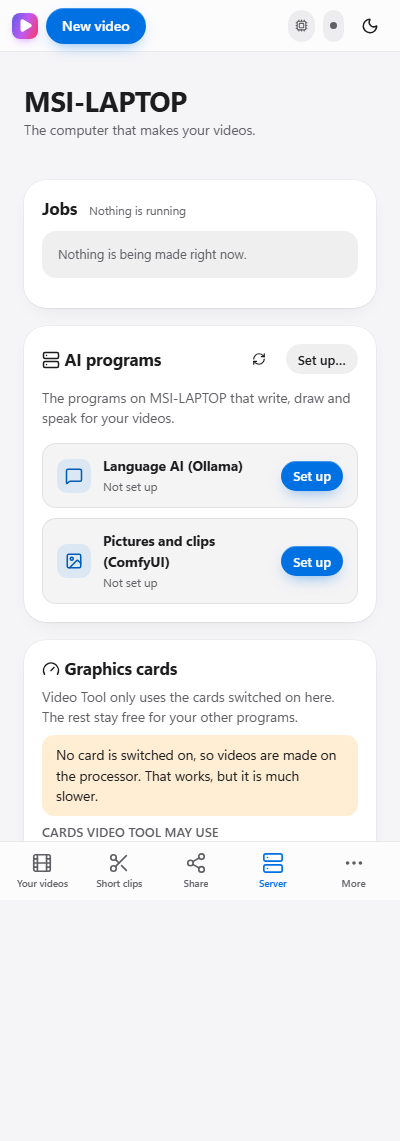 New video
MSI-LAPTOP
The computer that makes your videos.
Jobs Nothing is running
Nothing is being made right now.
AI programs Set up...
The programs on MSI-LAPTOP that write, draw and
speak for your videos.
Language AI (Ollama)
Not set up
Set up
Pictures and clips
(ComfyUI)
Not set up
Set up
Graphics cards
Video Tool only uses the cards switched on here.
The rest stay free for your other programs.
No card is switched on, so videos are made on
the processor. That works, but it is much
slower.
CARDS VIDEO TOOL MAY USE
Your videos Short clips Share Server More